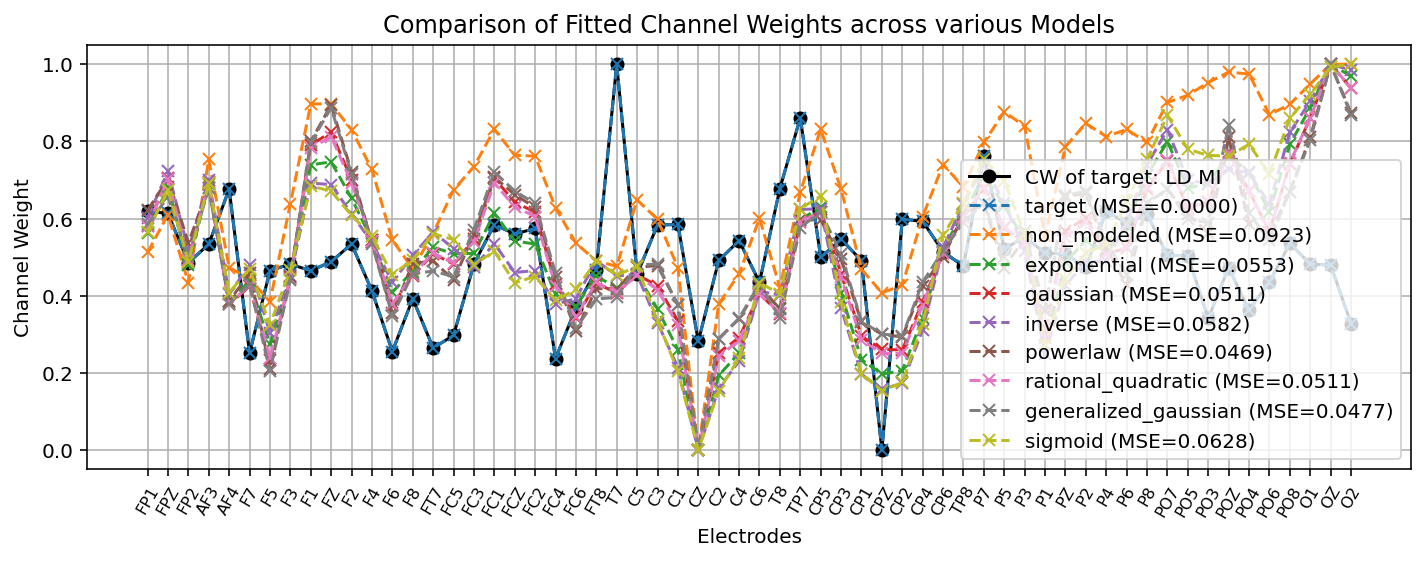 Comparison of Fitted Channel Weights across various Models
Channel Weight
1.0
0.8
0.6
0.4
0.2
0.0
CW of target: LD MI
target (MSE=0.0000)
non_modeled (MSE=0.0923)
exponential (MSE=0.0553)
gaussian (MSE=0.0511)
inverse (MSE=0.0582)
powerlaw (MSE=0.0469)
rational_quadratic (MSE=0.0511)
generalized_gaussian (MSE=0.0477)
sigmoid (MSE=0.0628)
FP1 FPZ FP2 AF3 AF4 F7 F5 F3 F1 FZ F2 F4 F6 F8 FT7 FC5 FC3 FC1 FCZ FC2 FC4 FC6 FT8 T7 C5 C3 C1 CZ C2 C4 C6 T8 TP7 CP5 CP3 CP1 CPZ CP2 CP4 CP6 TP8 P7 P5 P3 P1 PZ P2 P4 P6 P8 PO7 PO5 PO3 POZ PO4 PO6 PO8 O1 OZ O2
Electrodes